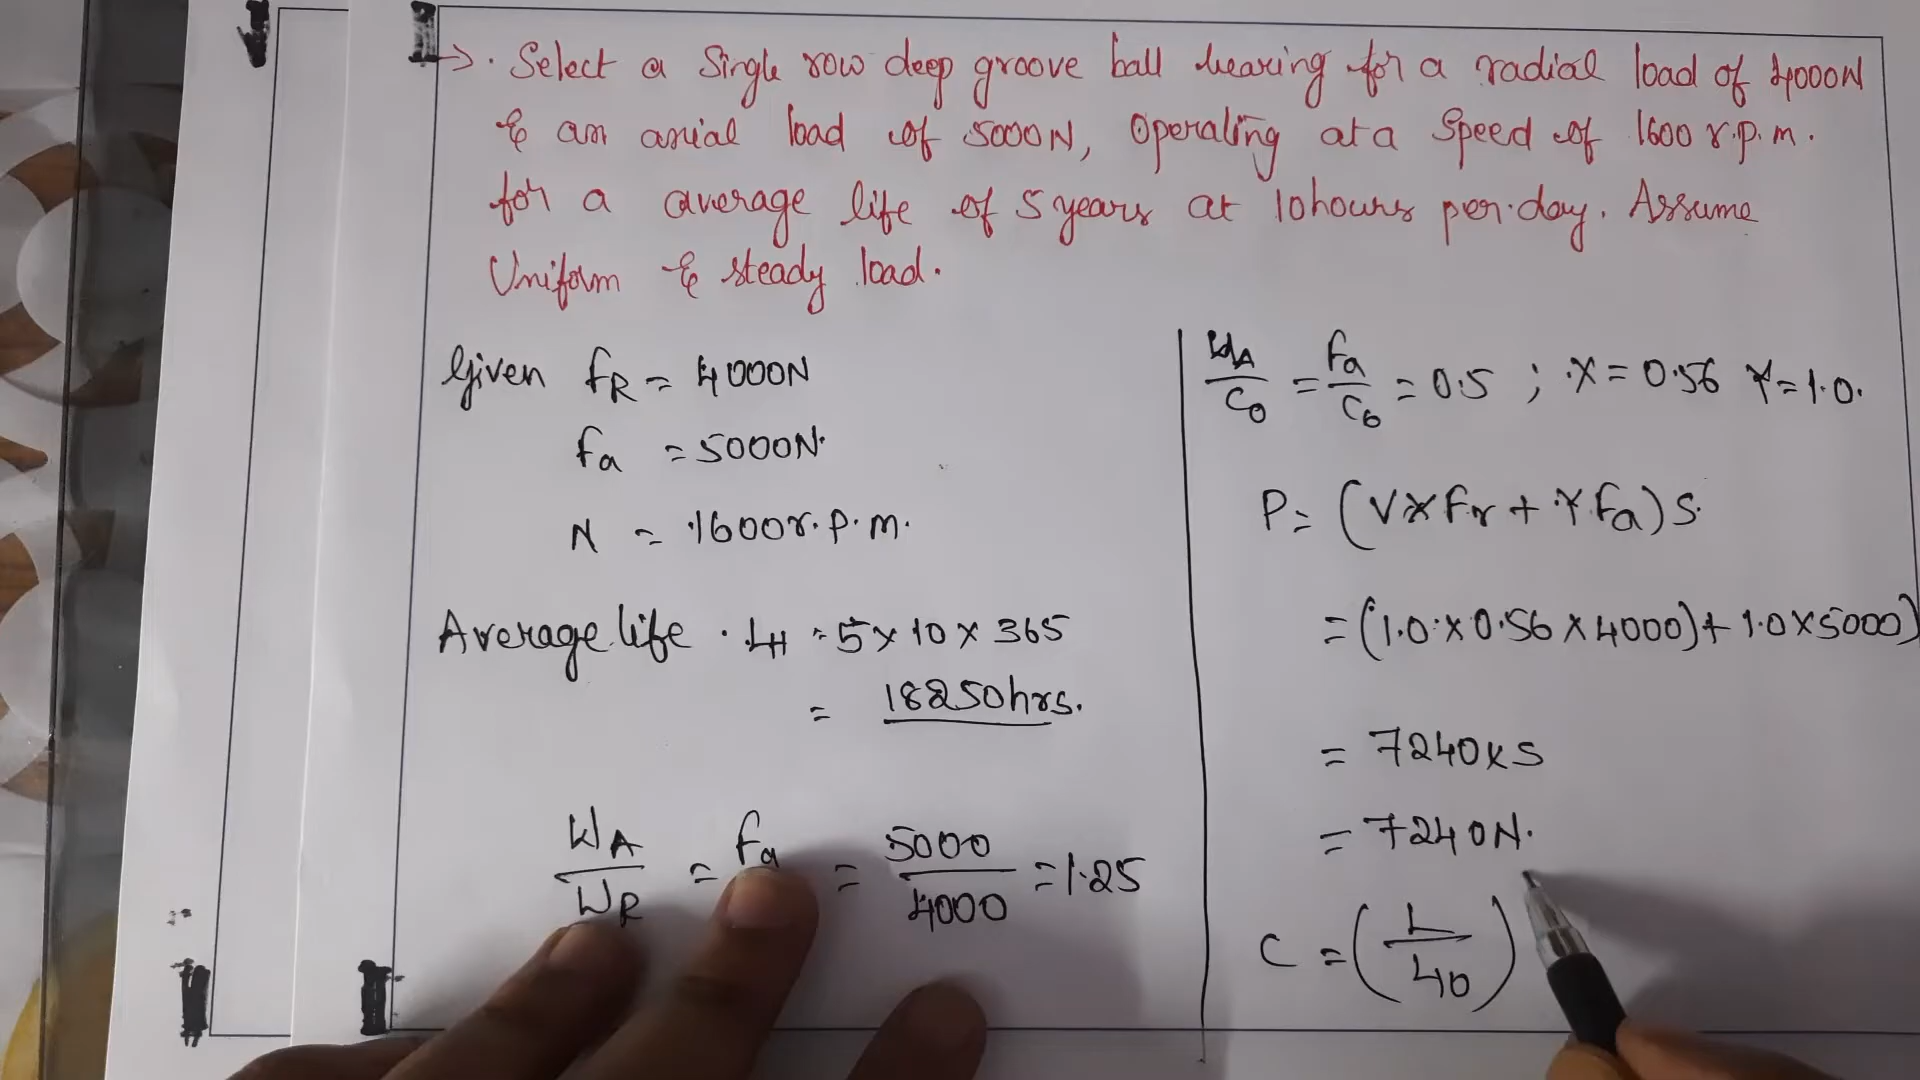 →. Select a Single row deep groove ball bearing for a radial load of 4000N
& an axial load of 5000N, Operating at a Speed of 1600 r.p.m.
for a average life of 5 years at 10 hours per day. Assume
Uniform & steady load.
Given fR = 4000N
fa = 5000N.
N = 1600 r.p.m.
Average life. LH = 5 x 10 x 365
= 18250hrs.
WA/WR = fa = 5000/4000 = 1.25
WA/C0 = Fa/C0 = 0.5 ; X = 0.56 Y = 1.0.
P = (VXFr + Y.Fa) S.
= (1.0 x 0.56 x 4000) + 1.0 x 5000)
= 7240 x S
= 7240N.
C = (L/10)